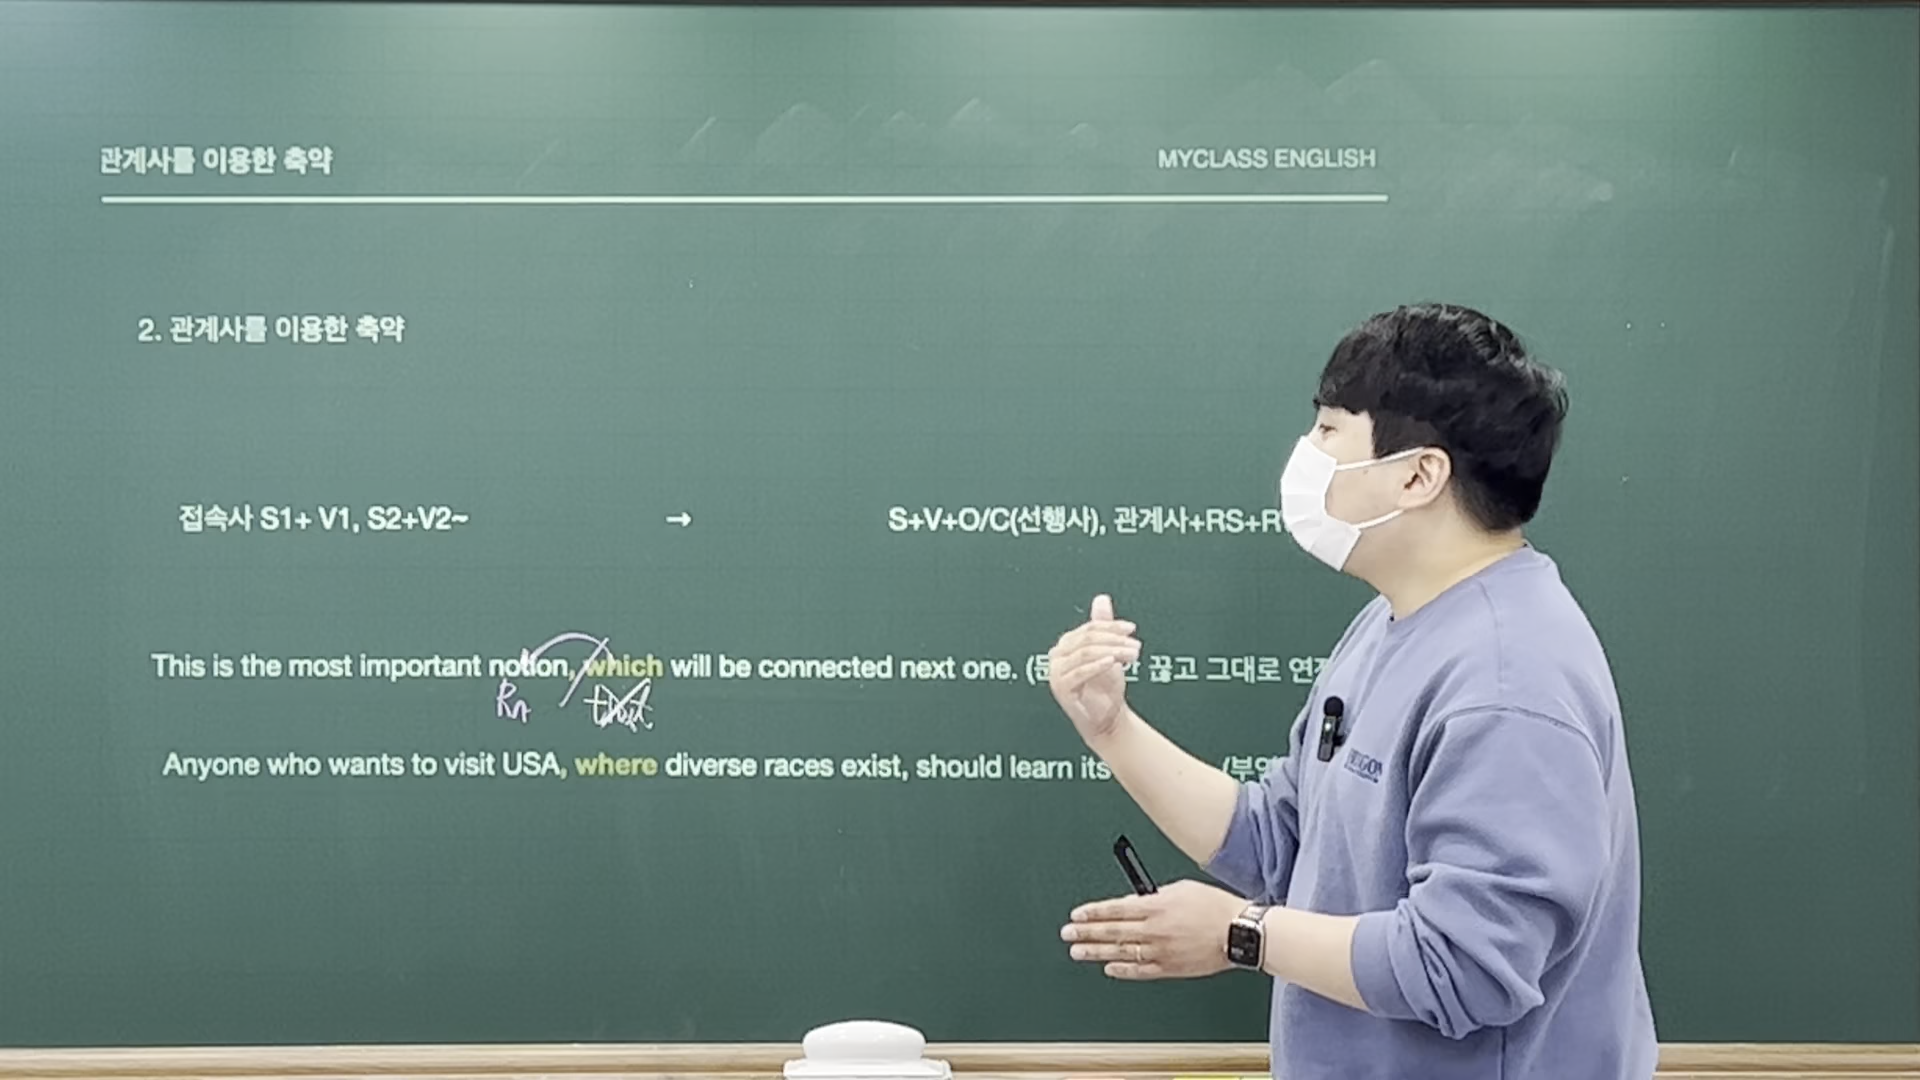 관계사를 이용한 축약
MYCLASS ENGLISH
2. 관계사를 이용한 축약
접속사 S1+ V1, S2+V2~ → S+V+O/C(선행사), 관계사+RS+R
This is the most important notion, which will be connected next one. ( 끊고 그대로
that
Anyone who wants to visit USA, where diverse races exist, should learn its